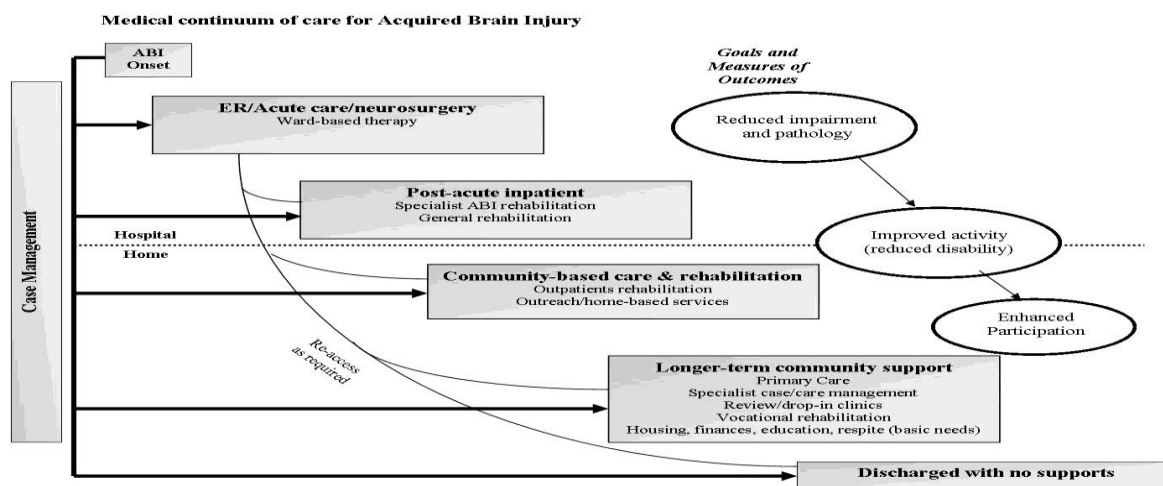 Medical continuum of care for Acquired Brain Injury
ABI
Onset
Goals and
Measures of
Outcomes
ER/Acute care/neurosurgery
Ward-based therapy
Reduced impairment
and pathology
Post-acute inpatient
Specialist ABI rehabilitation
General rehabilitation
Case Management
Hospital
Home
Improved activity
(reduced disability)
Community-based care & rehabilitation
Outpatients rehabilitation
Outreach/home-based services
Enhanced
Participation
Re-access
as required
Longer-term community support
Primary Care
Specialist case/care management
Review/drop-in clinics
Vocational rehabilitation
Housing, finances, education, respite (basic needs)
Discharged with no supports